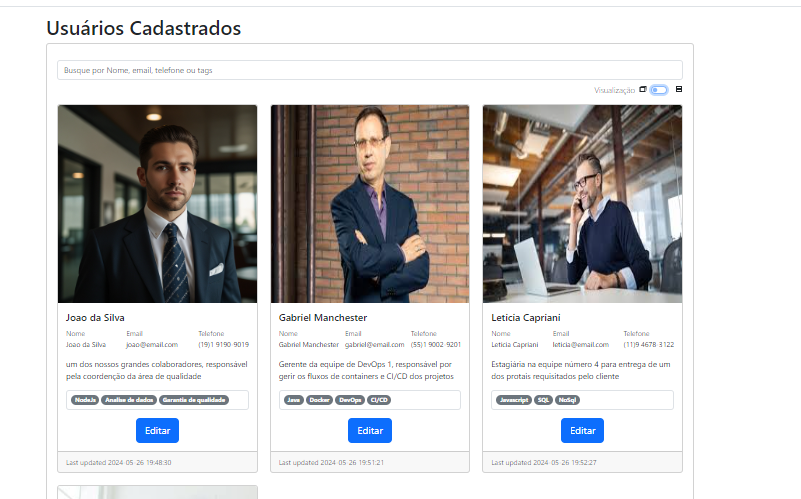 Usuários Cadastrados
Busque por Nome, email, telefone ou tags
Visualização
Joao da Silva
Nome Email Telefone
Joao da Silva joao@email.com (19)1 9190-9019
um dos nossos grandes colaboradores, responsável
pela coordenção da área de qualidade
NodeJs Analise de dados Garantia de qualidade
Editar
Last updated 2024-05-26 19:48:30
Gabriel Manchester
Nome Email Telefone
Gabriel Manchester gabriel@email.com (55)1 9002-9201
Gerente da equipe de DevOps 1, responsável por
gerir os fluxos de containers e CI/CD dos projetos
Java Docker DevOps CI/CD
Editar
Last updated 2024-05-26 19:51:21
Letícia Capriani
Nome Email Telefone
Letícia Capriani leticia@email.com (11)9 4678-3122
Estagiária na equipe número 4 para entrega de um
dos protais requisitados pelo cliente
Javascript SQL NoSql
Editar
Last updated 2024-05-26 19:52:27